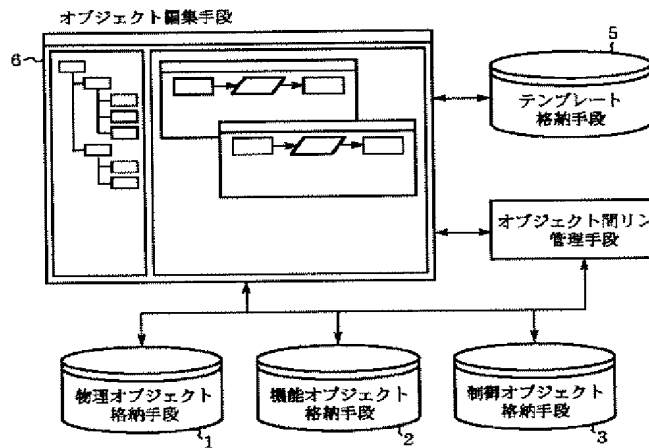 オブジェクト編集手段
6
5
テンプレート
格納手段
オブジェクト間リン
管理手段
物理オブジェクト
格納手段
1
機能オブジェクト
格納手段
2
制御オブジェクト
格納手段
3